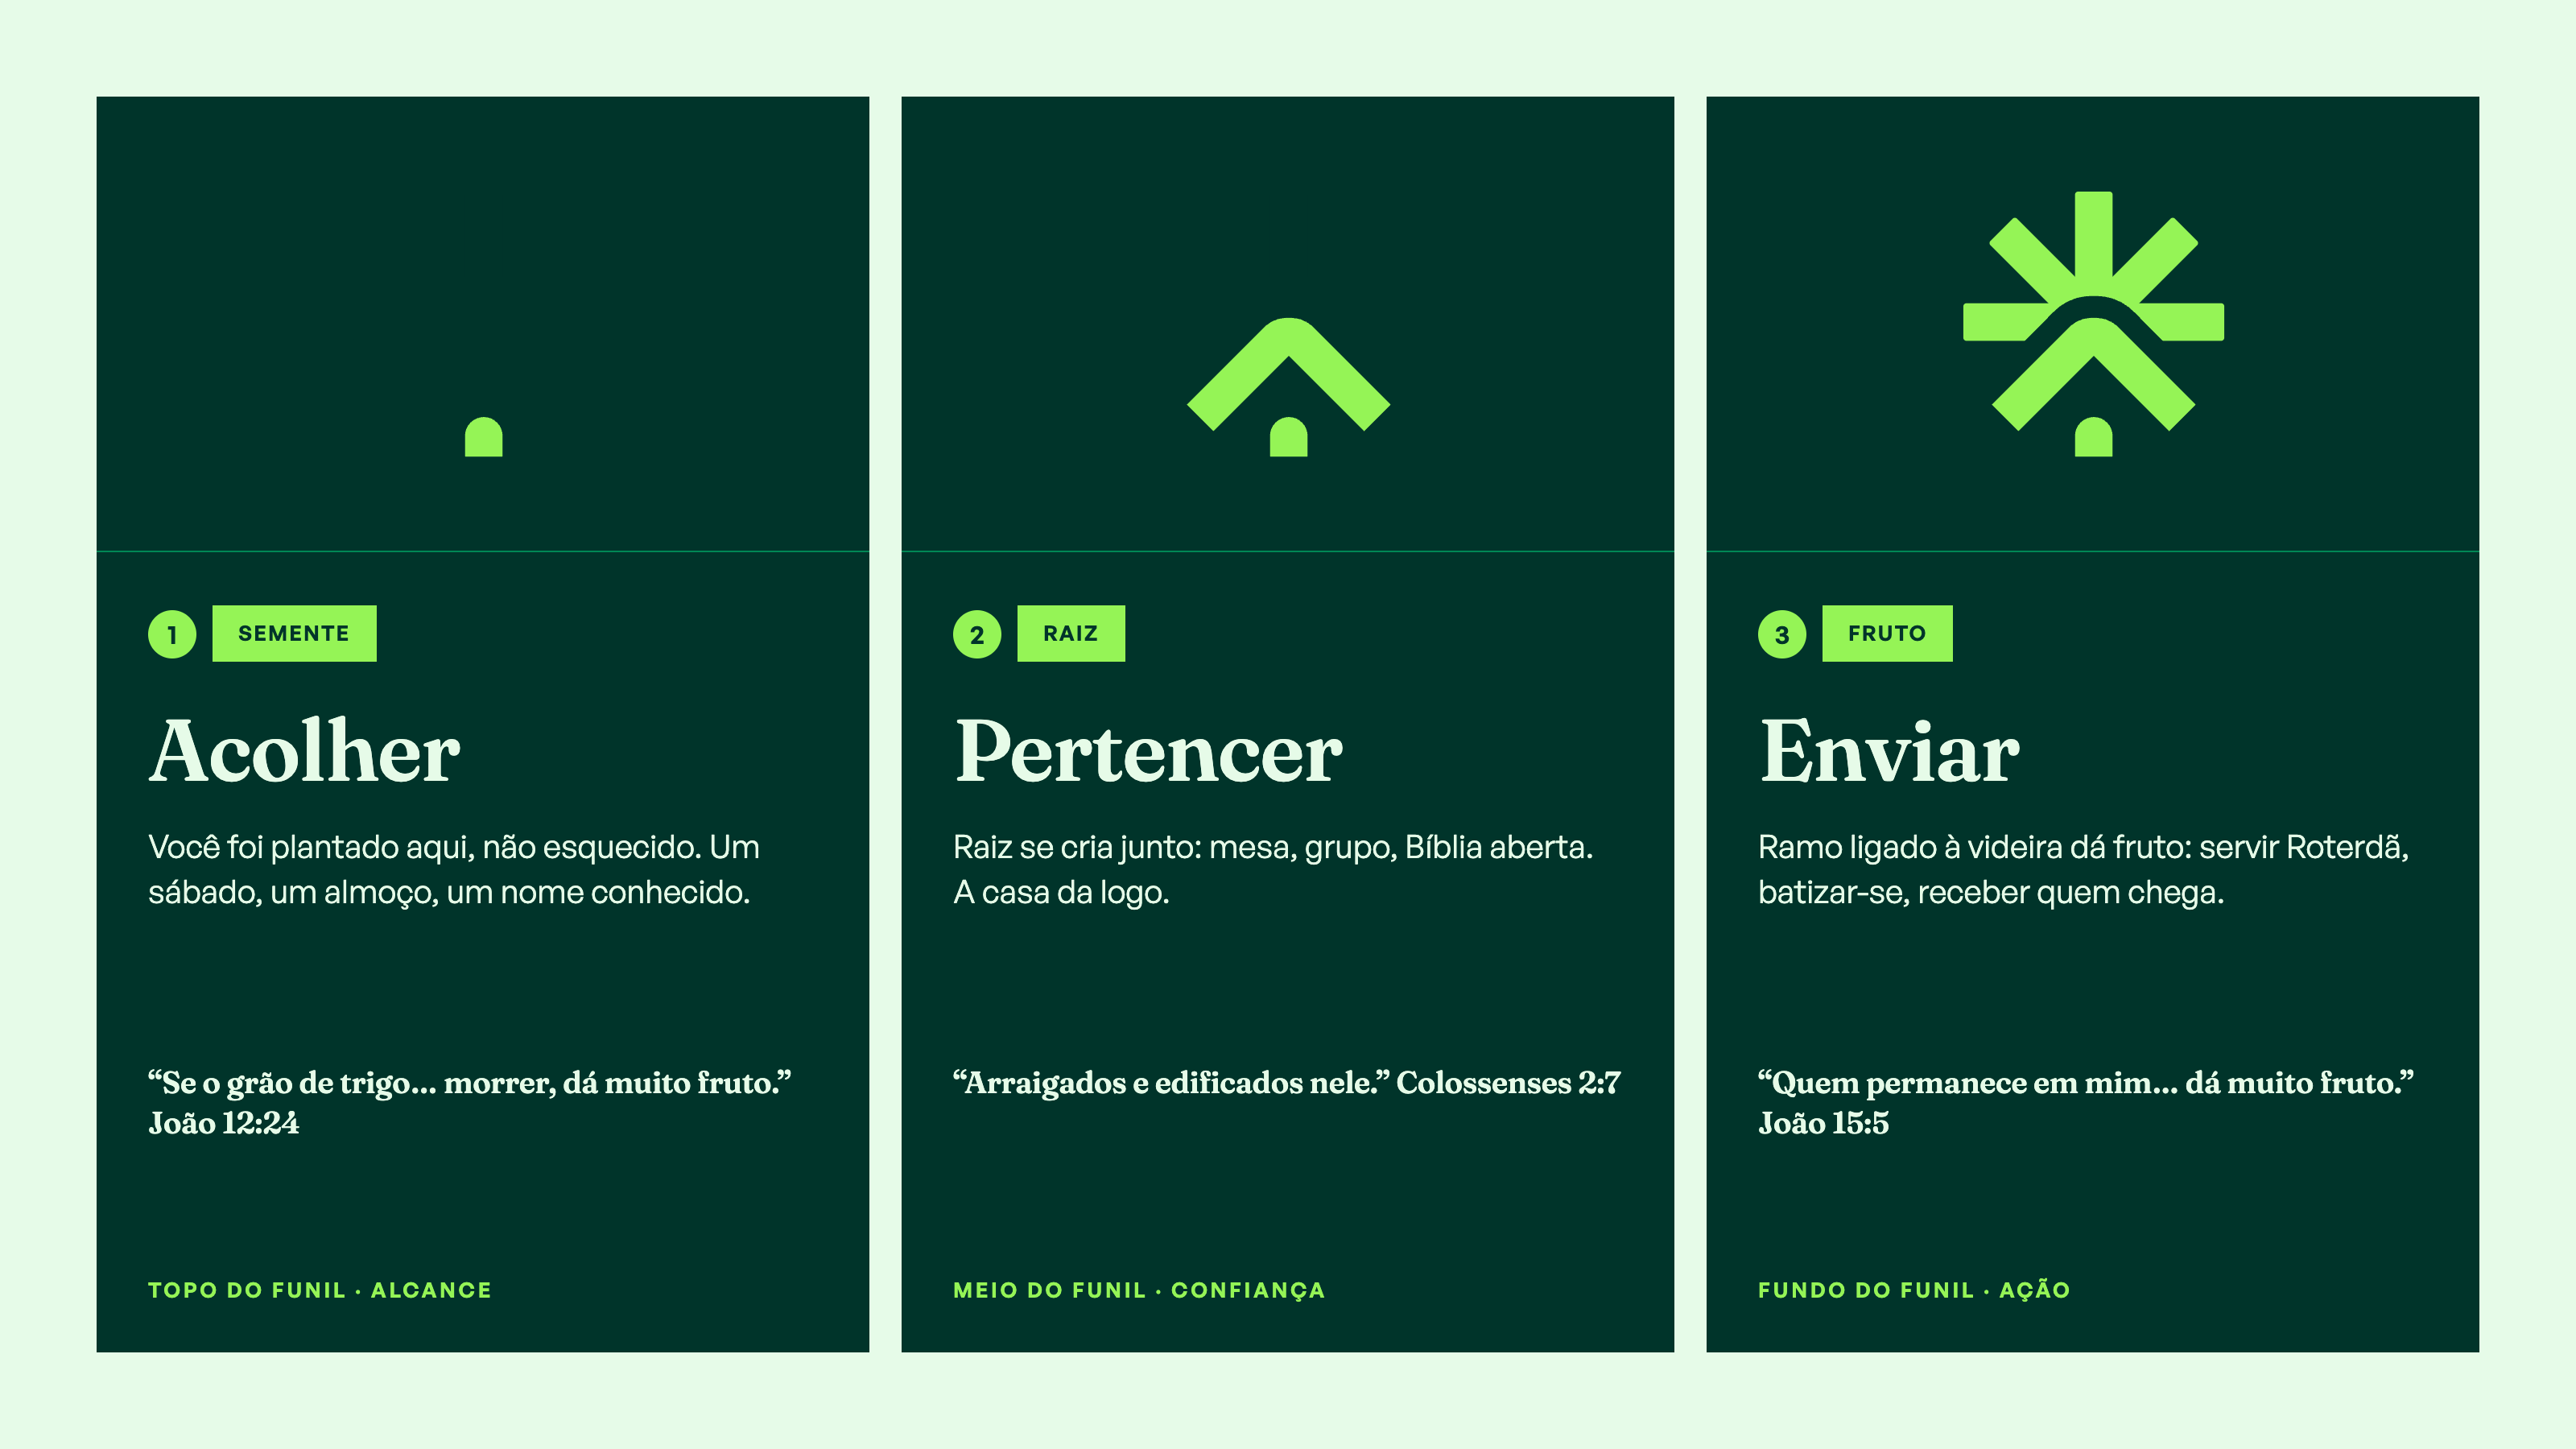 1
SEMENTE
Acolher
Você foi plantado aqui, não esquecido. Um
sábado, um almoço, um nome conhecido.
“Se o grão de trigo... morrer, dá muito fruto.”
João 12:24
TOPO DO FUNIL · ALCANCE
2
RAIZ
Pertencer
Raiz se cria junto: mesa, grupo, Bíblia aberta.
A casa da logo.
“Arraigados e edificados nele.” Colossenses 2:7
MEIO DO FUNIL · CONFIANÇA
3
FRUTO
Enviar
Ramo ligado à videira dá fruto: servir Roterdã,
batizar-se, receber quem chega.
“Quem permanece em mim... dá muito fruto.”
João 15:5
FUNDO DO FUNIL · AÇÃO